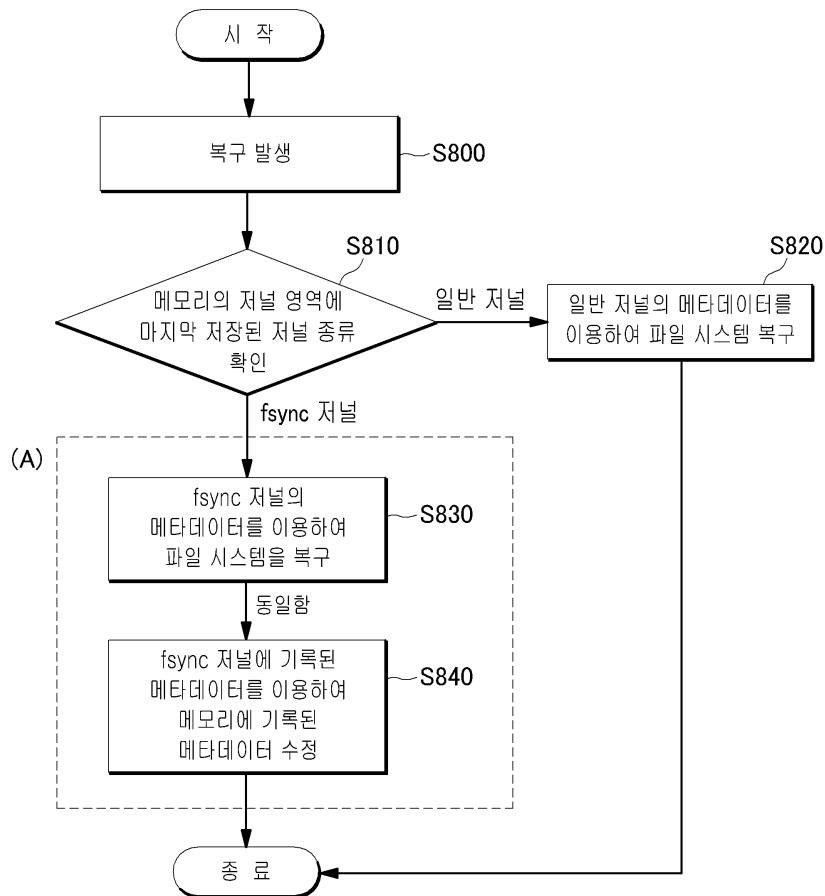 시 작
복구 발생
S800
S810
메모리의 저널 영역에
마지막 저장된 저널 종류
확인
일반 저널
S820
일반 저널의 메타데이터를
이용하여 파일 시스템 복구
fsync 저널
(A)
fsync 저널의
메타데이터를 이용하여
파일 시스템을 복구
S830
동일함
fsync 저널에 기록된
메타데이터를 이용하여
메모리에 기록된
메타데이터 수정
S840
종 료